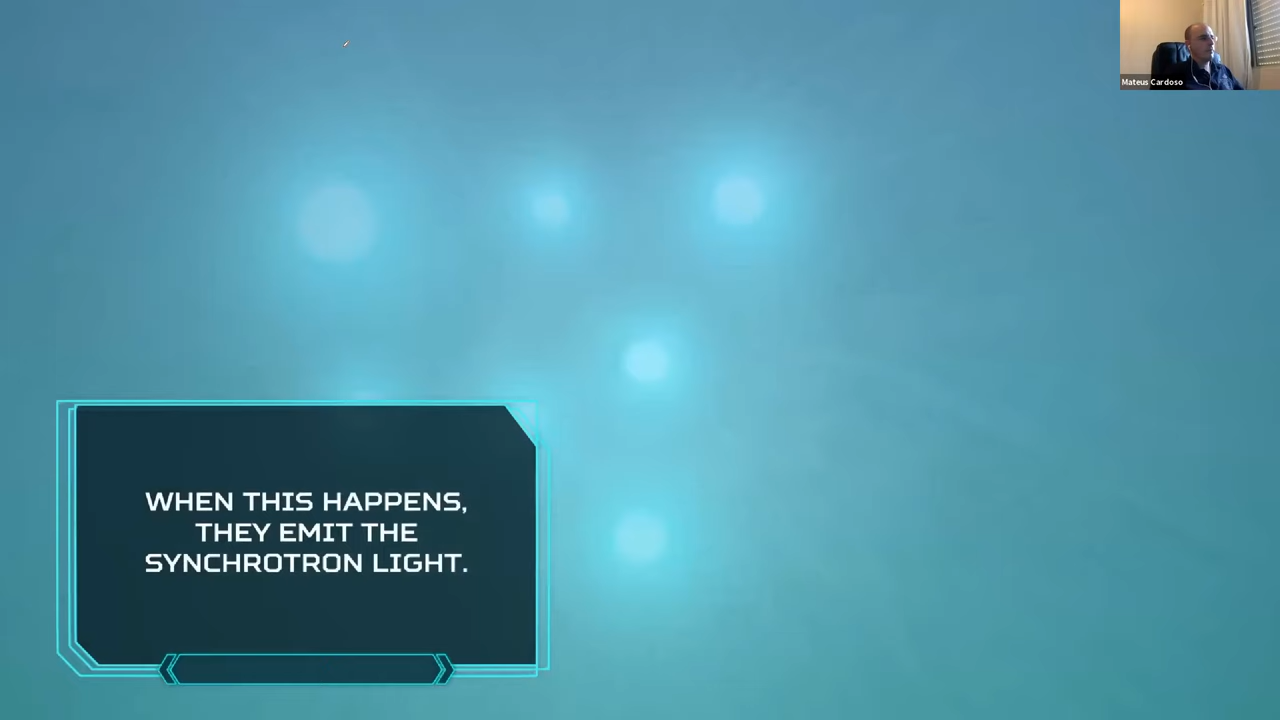 Mateus Cardoso
WHEN THIS HAPPENS,
THEY EMIT THE
SYNCHROTRON LIGHT.